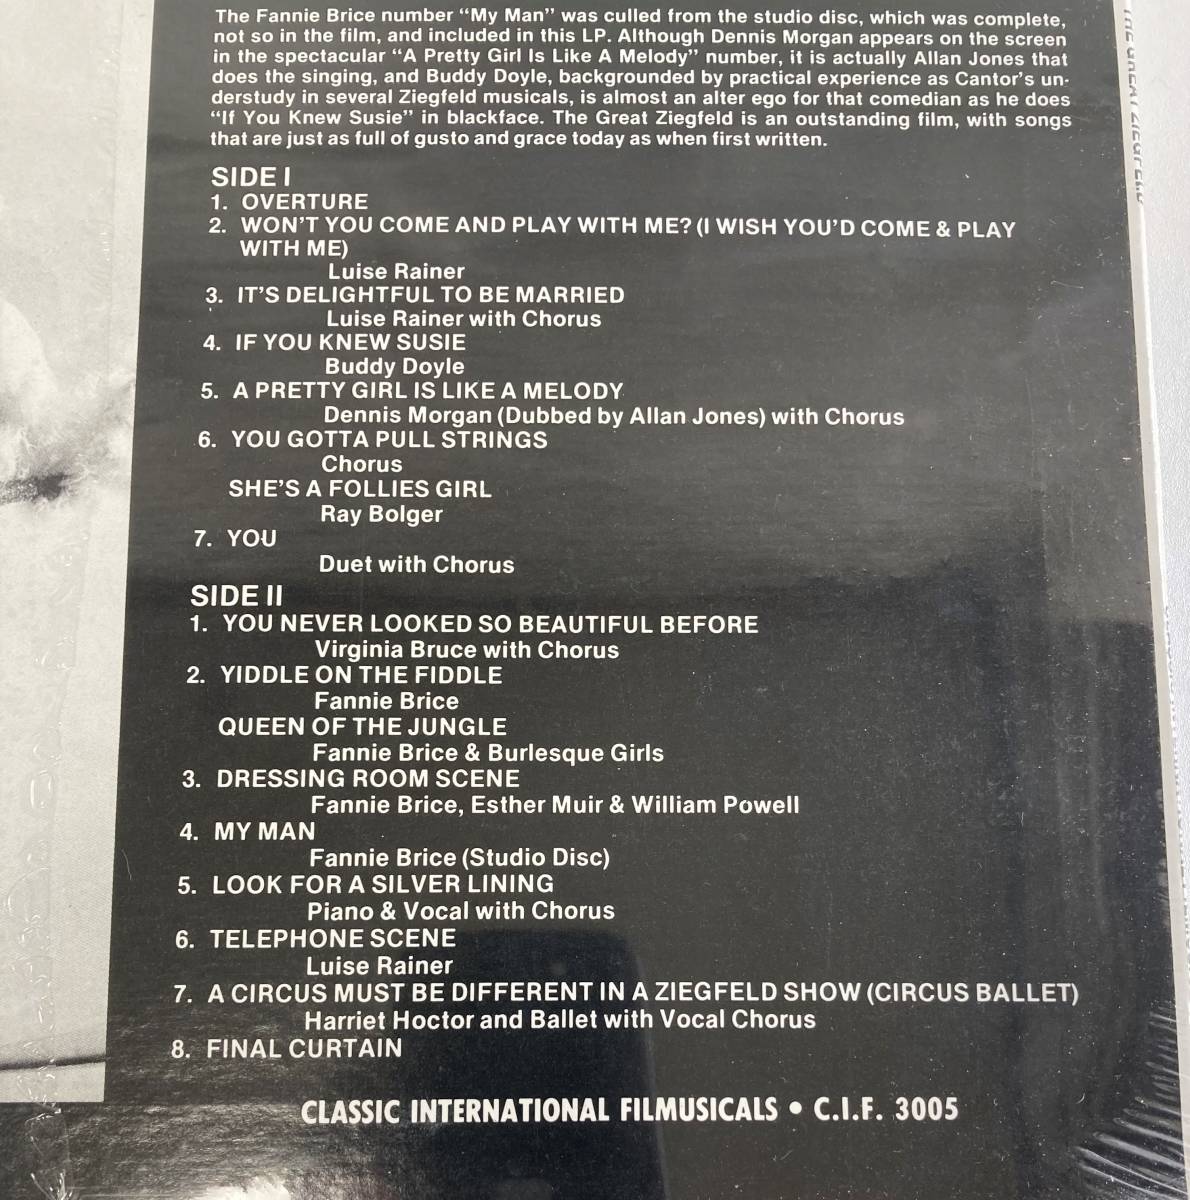 The Fannie Brice number “My Man” was culled from the studio disc, which was complete,
not so in the film, and included in this LP. Although Dennis Morgan appears on the screen
in the spectacular “A Pretty Girl Is Like A Melody” number, it is actually Allan Jones that
does the singing, and Buddy Doyle, backgrounded by practical experience as Cantor’s un-
derstudy in several Ziegfeld musicals, is almost an alter ego for that comedian as he does
“If You Knew Susie” in blackface. The Great Ziegfeld is an outstanding film, with songs
that are just as full of gusto and grace today as when first written.
SIDE I
1. OVERTURE
2. WON’T YOU COME AND PLAY WITH ME? (I WISH YOU’D COME & PLAY
WITH ME)
Luise Rainer
3. IT’S DELIGHTFUL TO BE MARRIED
Luise Rainer with Chorus
4. IF YOU KNEW SUSIE
Buddy Doyle
5. A PRETTY GIRL IS LIKE A MELODY
Dennis Morgan (Dubbed by Allan Jones) with Chorus
6. YOU GOTTA PULL STRINGS
Chorus
SHE’S A FOLLIES GIRL
Ray Bolger
7. YOU
Duet with Chorus
SIDE II
1. YOU NEVER LOOKED SO BEAUTIFUL BEFORE
Virginia Bruce with Chorus
2. YIDDLE ON THE FIDDLE
Fannie Brice
QUEEN OF THE JUNGLE
Fannie Brice & Burlesque Girls
3. DRESSING ROOM SCENE
Fannie Brice, Esther Muir & William Powell
4. MY MAN
Fannie Brice (Studio Disc)
5. LOOK FOR A SILVER LINING
Piano & Vocal with Chorus
6. TELEPHONE SCENE
Luise Rainer
7. A CIRCUS MUST BE DIFFERENT IN A ZIEGFELD SHOW (CIRCUS BALLET)
Harriet Hoctor and Ballet with Vocal Chorus
8. FINAL CURTAIN
CLASSIC INTERNATIONAL FILMUSICALS • C.I.F. 3005
THE GREAT ZIEGFELD